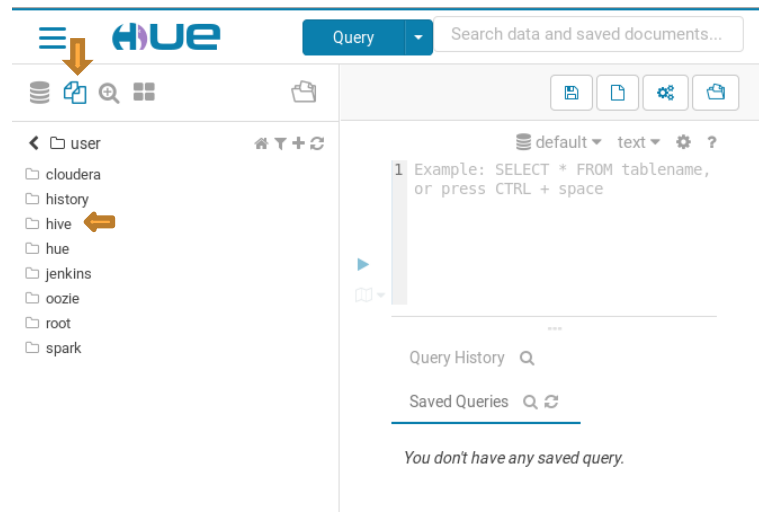 HUE
Query
Search data and saved documents...
user
cloudera
history
hive
hue
jenkins
oozie
root
spark
default text ?
1 Example: SELECT * FROM tablename,
or press CTRL + space
Query History
Saved Queries
You don't have any saved query.